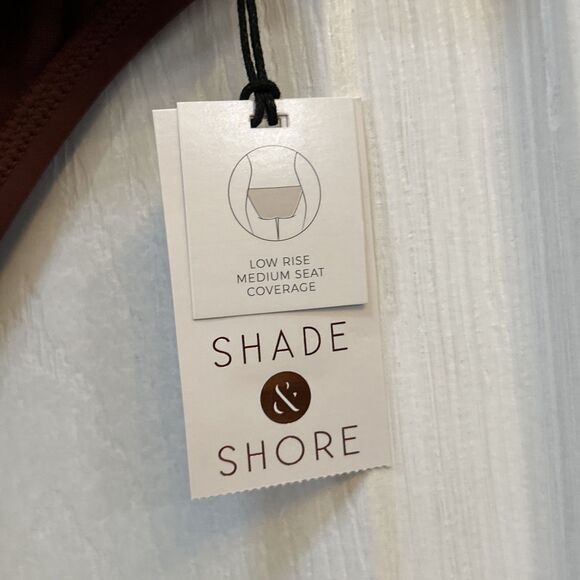 LOW RISE
MEDIUM SEAT
COVERAGE
SHADE
&
SHORE